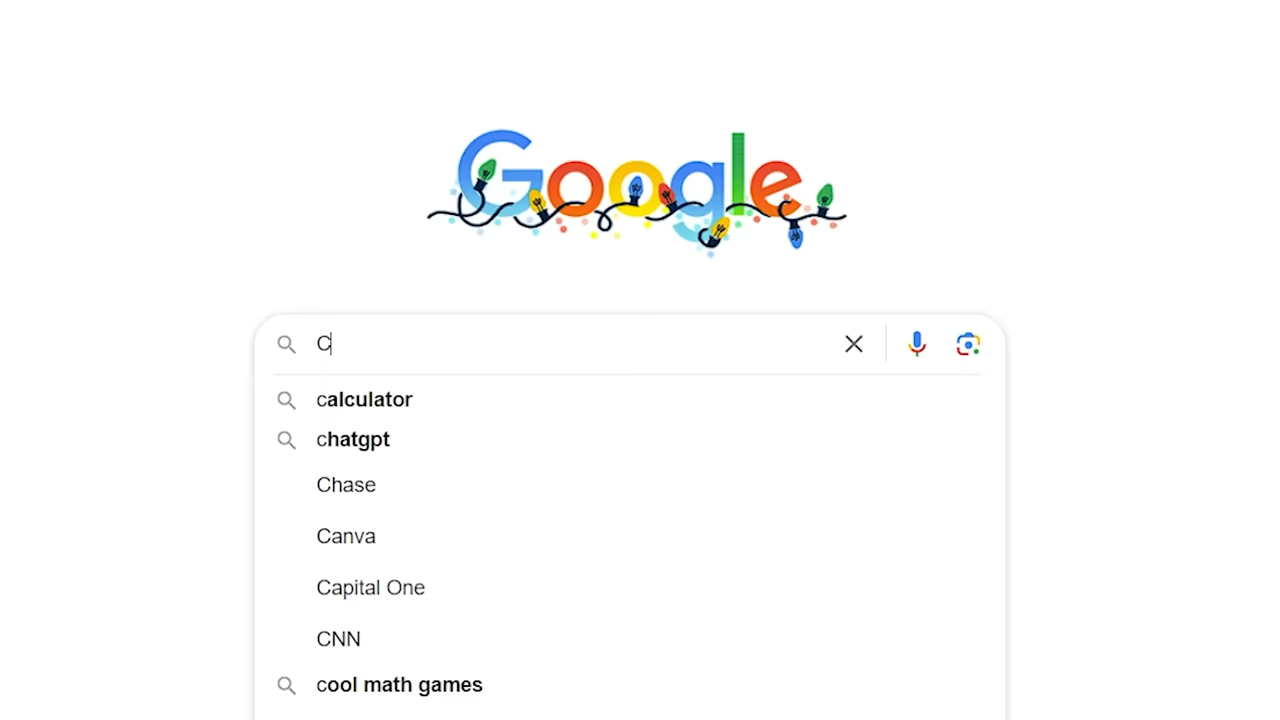 Google
C
calculator
chatgpt
Chase
Canva
Capital One
CNN
cool math games